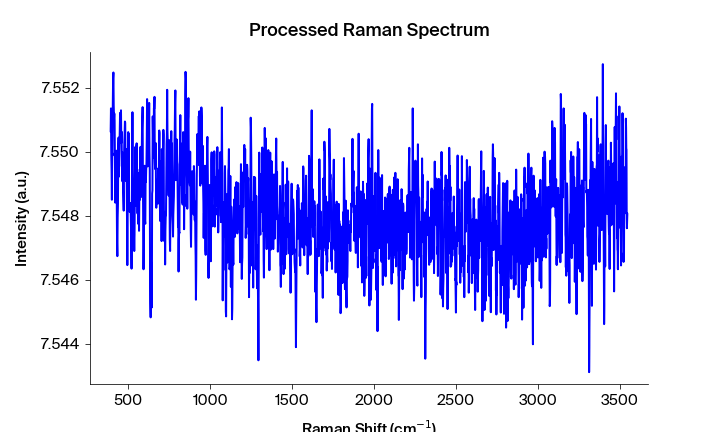 Processed Raman Spectrum
Intensity (a.u.)
7.552
7.550
7.548
7.546
7.544
500 1000 1500 2000 2500 3000 3500
Raman Shift (cm⁻¹)